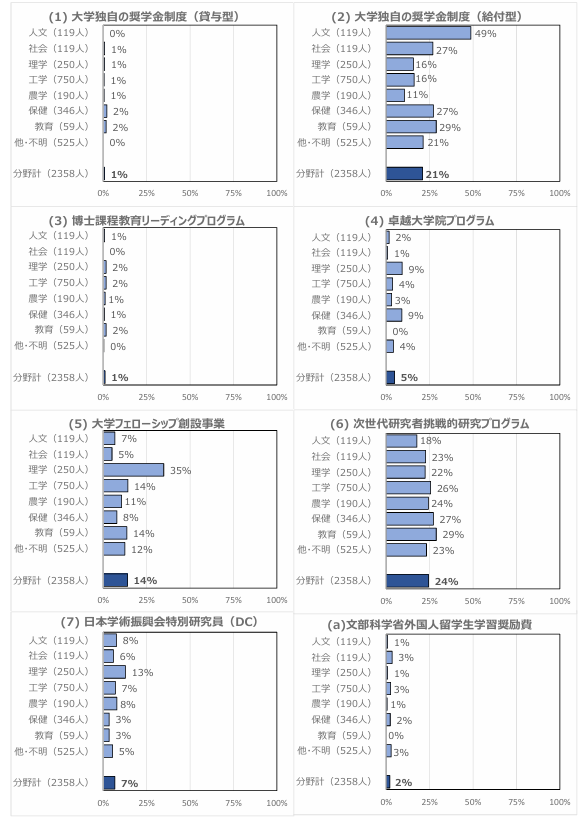 (1) 大学独自の奨学金制度（貸与型）
人文（119人） 0%
社会（119人） 1%
理学（250人） 1%
工学（750人） 1%
農学（190人） 1%
保健（346人） 2%
教育（59人） 2%
他･不明（525人） 0%
分野計（2358人） 1%
0% 25% 50% 75% 100%
(2) 大学独自の奨学金制度（給付型）
人文（119人） 49%
社会（119人） 27%
理学（250人） 16%
工学（750人） 16%
農学（190人） 11%
保健（346人） 27%
教育（59人） 29%
他･不明（525人） 21%
分野計（2358人） 21%
0% 25% 50% 75% 100%
(3) 博士課程教育リーディングプログラム
人文（119人） 1%
社会（119人） 0%
理学（250人） 2%
工学（750人） 2%
農学（190人） 1%
保健（346人） 1%
教育（59人） 2%
他･不明（525人） 0%
分野計（2358人） 1%
0% 25% 50% 75% 100%
(4) 卓越大学院プログラム
人文（119人） 2%
社会（119人） 1%
理学（250人） 9%
工学（750人） 4%
農学（190人） 3%
保健（346人） 9%
教育（59人） 0%
他･不明（525人） 4%
分野計（2358人） 5%
0% 25% 50% 75% 100%
(5) 大学フェローシップ創設事業
人文（119人） 7%
社会（119人） 5%
理学（250人） 35%
工学（750人） 14%
農学（190人） 11%
保健（346人） 8%
教育（59人） 14%
他･不明（525人） 12%
分野計（2358人） 14%
0% 25% 50% 75% 100%
(6) 次世代研究者挑戦的研究プログラム
人文（119人） 18%
社会（119人） 23%
理学（250人） 22%
工学（750人） 26%
農学（190人） 24%
保健（346人） 27%
教育（59人） 29%
他･不明（525人） 23%
分野計（2358人） 24%
0% 25% 50% 75% 100%
(7) 日本学術振興会特別研究員（DC）
人文（119人） 8%
社会（119人） 6%
理学（250人） 13%
工学（750人） 7%
農学（190人） 8%
保健（346人） 3%
教育（59人） 3%
他･不明（525人） 5%
分野計（2358人） 7%
0% 25% 50% 75% 100%
(a)文部科学省外国人留学生学習奨励費
人文（119人） 1%
社会（119人） 3%
理学（250人） 1%
工学（750人） 3%
農学（190人） 1%
保健（346人） 2%
教育（59人） 0%
他･不明（525人） 3%
分野計（2358人） 2%
0% 25% 50% 75% 100%